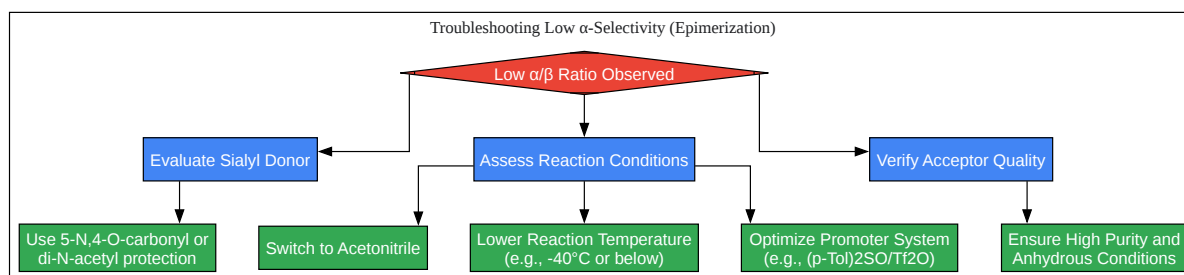 Troubleshooting Low α-Selectivity (Epimerization)
Low α/β Ratio Observed
Evaluate Sialyl Donor
Assess Reaction Conditions
Verify Acceptor Quality
Use 5-N,4-O-carbonyl or
di-N-acetyl protection
Switch to Acetonitrile
Lower Reaction Temperature
(e.g., -40°C or below)
Optimize Promoter System
(e.g., (p-Tol)2SO/Tf2O)
Ensure High Purity and
Anhydrous Conditions